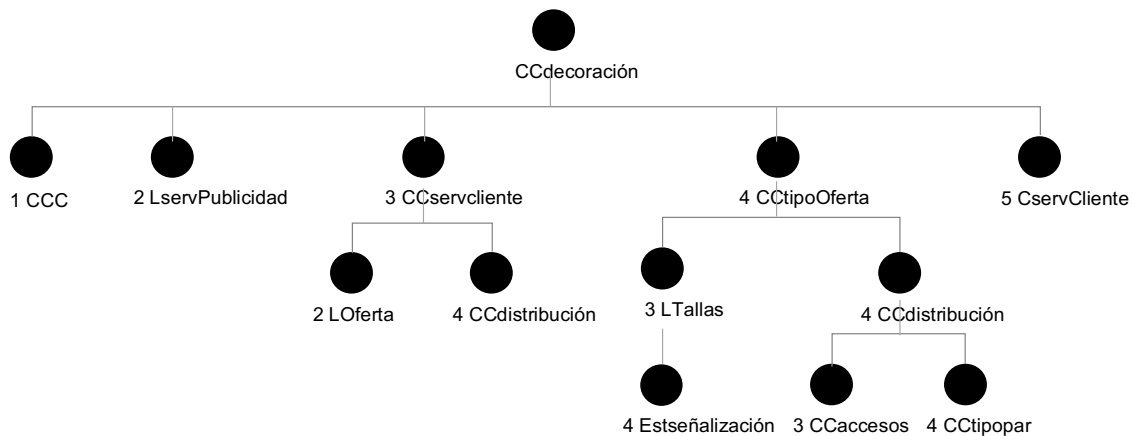 CCdecoración
1 CCC
2 LservPublicidad
3 CCservcliente
4 CCtipoOferta
5 CservCliente
2 LOferta
4 CCdistribución
3 LTallas
4 CCdistribución
4 Estseñalización
3 CCaccesos
4 CCtipopar